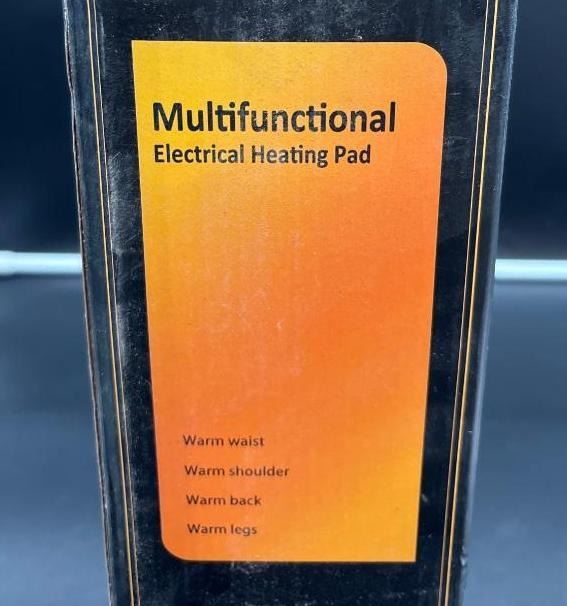 Multifunctional
Electrical Heating Pad
Warm waist
Warm shoulder
Warm back
Warm legs